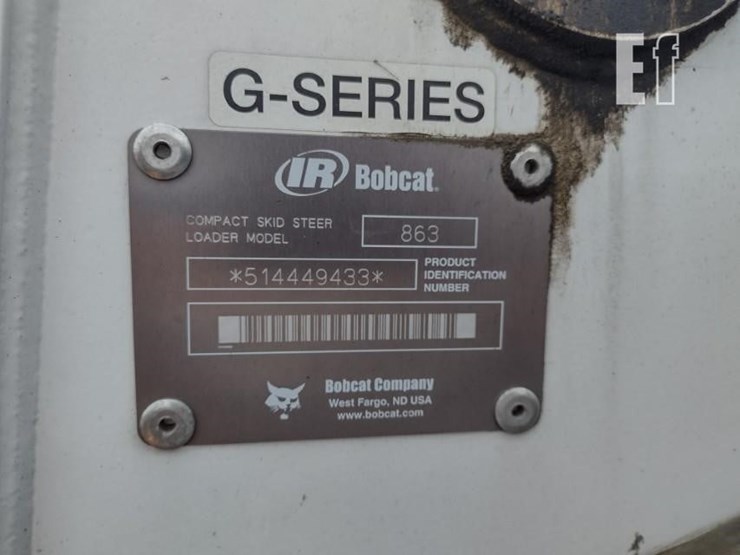 Ef
G-SERIES
IR Bobcat®
COMPACT SKID STEER
LOADER MODEL
863
*514449433*
PRODUCT
IDENTIFICATION
NUMBER
Bobcat Company
West Fargo, ND USA
www.bobcat.com